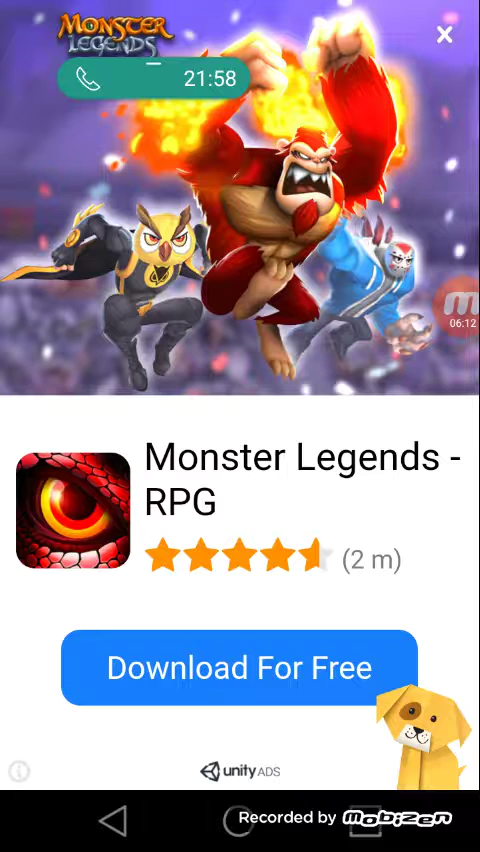 MONSTER
LEGENDS
21:58
06:12
Monster Legends -
RPG
(2 m)
Download For Free
unity ADS
Recorded by Mobizen